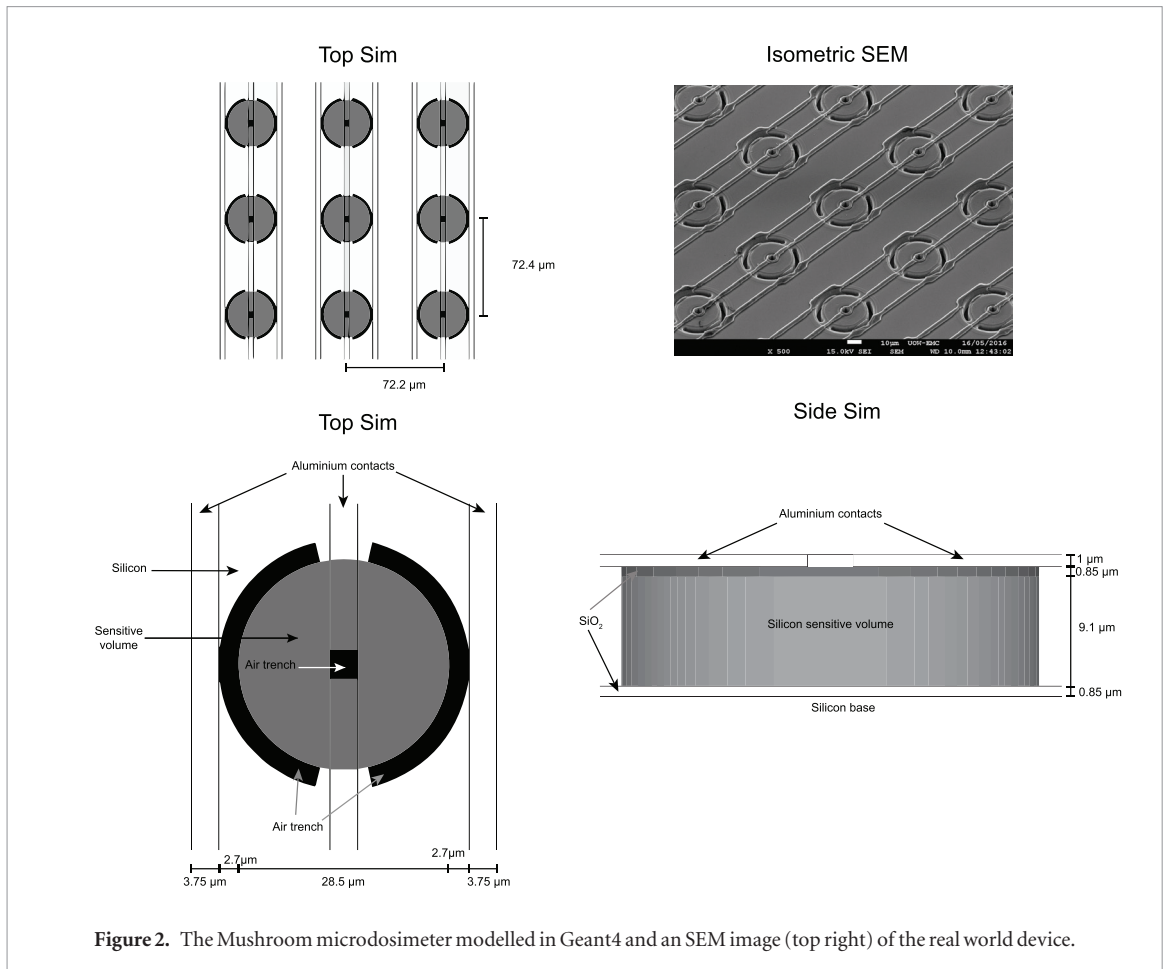 Top Sim
Isometric SEM
72.4 µm
72.2 µm
10µm UOW-EMC 16/05/2016
X 500 15.0kV SEI SEM WD 10.0mm 12:43:02
Top Sim
Aluminium contacts
Silicon
Sensitive
volume
Air trench
Air trench
2.7µm 2.7µm
3.75 µm 28.5 µm 3.75 µm
Side Sim
Aluminium contacts
1 µm
0.85 µm
SiO₂
Silicon sensitive volume
9.1 µm
0.85 µm
Silicon base
Figure 2. The Mushroom microdosimeter modelled in Geant4 and an SEM image (top right) of the real world device.